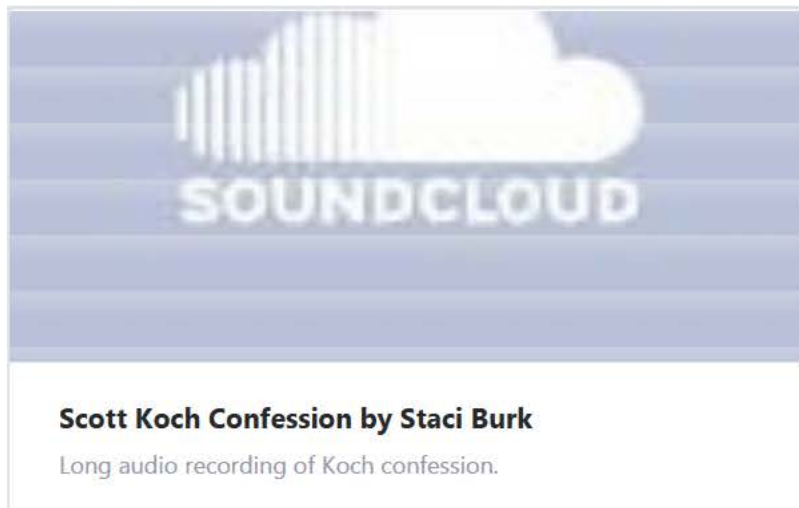 SOUNDCLOUD
Scott Koch Confession by Staci Burk
Long audio recording of Koch confession.